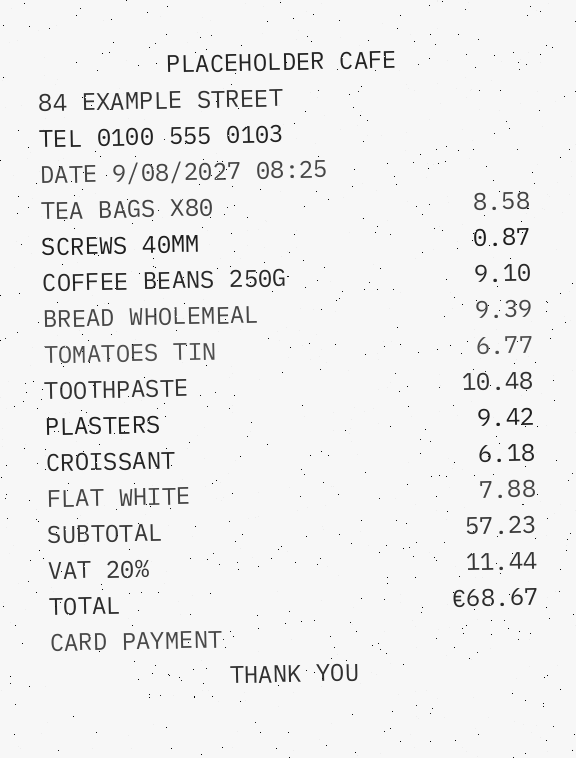 PLACEHOLDER CAFE
84 EXAMPLE STREET
TEL 0100 555 0103
DATE 9/08/2027 08:25
TEA BAGS X80 8.58
SCREWS 40MM 0.87
COFFEE BEANS 250G 9.10
BREAD WHOLEMEAL 9.39
TOMATOES TIN 6.77
TOOTHPASTE 10.48
PLASTERS 9.42
CROISSANT 6.18
FLAT WHITE 7.88
SUBTOTAL 57.23
VAT 20% 11.44
TOTAL €68.67
CARD PAYMENT
THANK YOU